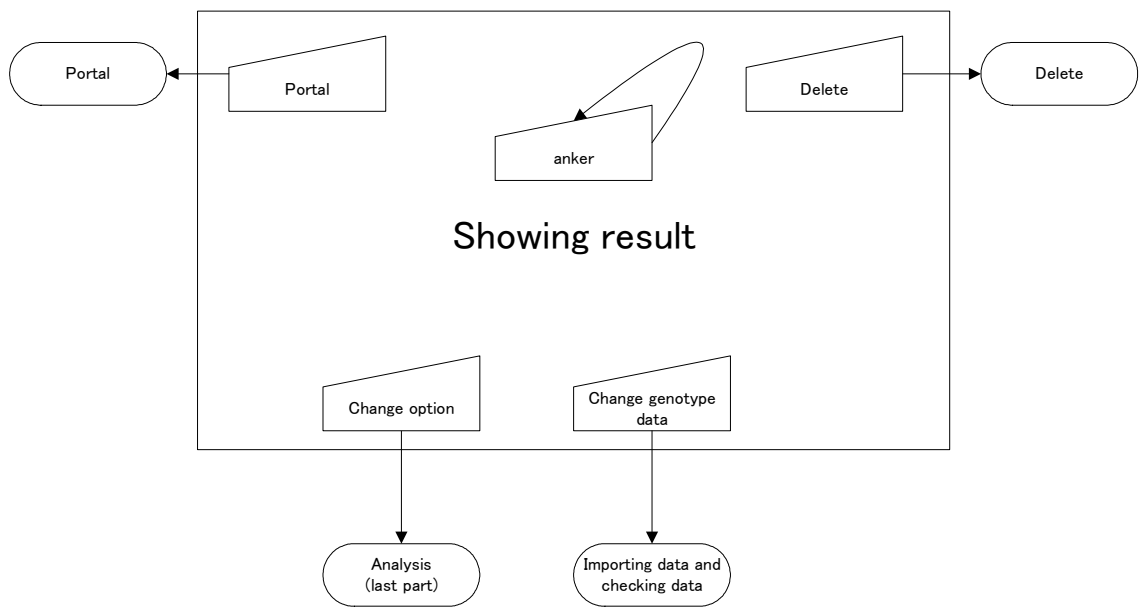 Portal
Portal
Delete
Delete
anker
Showing result
Change option
Change genotype
data
Analysis
(last part)
Importing data and
checking data